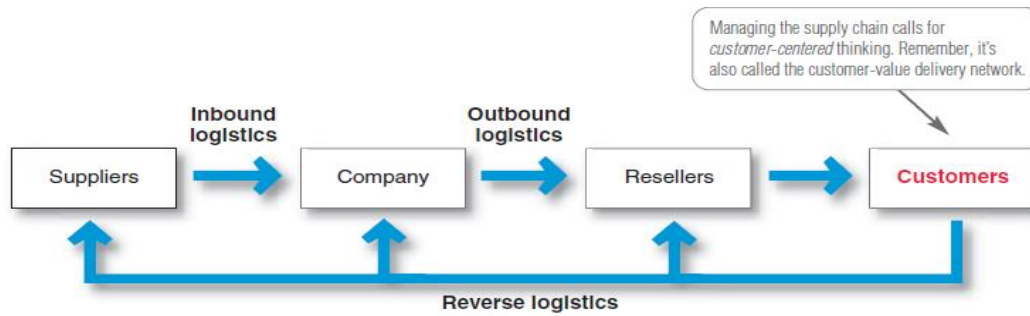 Managing the supply chain calls for
customer-centered thinking. Remember, it's
also called the customer-value delivery network.
Inbound
logistics
Outbound
logistics
Suppliers
Company
Resellers
Customers
Reverse logistics